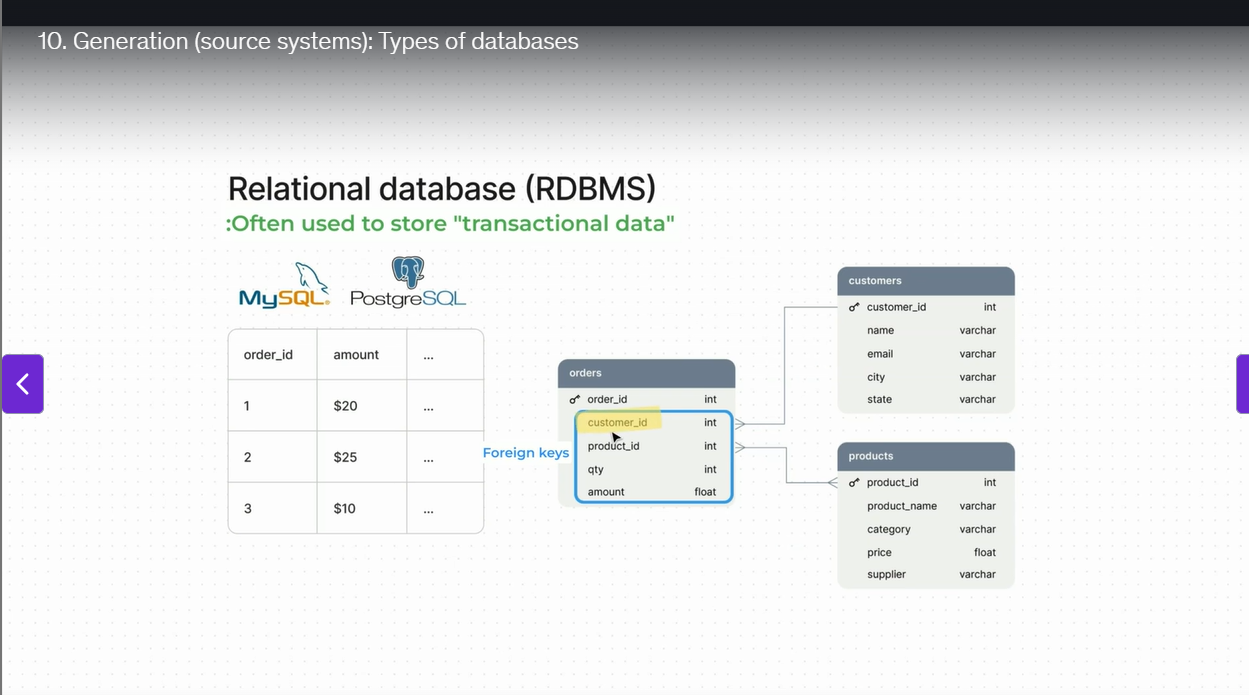 10. Generation (source systems): Types of databases
Relational database (RDBMS)
:Often used to store "transactional data"
MySQL PostgreSQL
order_id amount ...
1 $20 ...
2 $25 ...
3 $10 ...
Foreign keys
orders
order_id int
customer_id int
product_id int
qty int
amount float
customers
customer_id int
name varchar
email varchar
city varchar
state varchar
products
product_id int
product_name varchar
category varchar
price float
supplier varchar